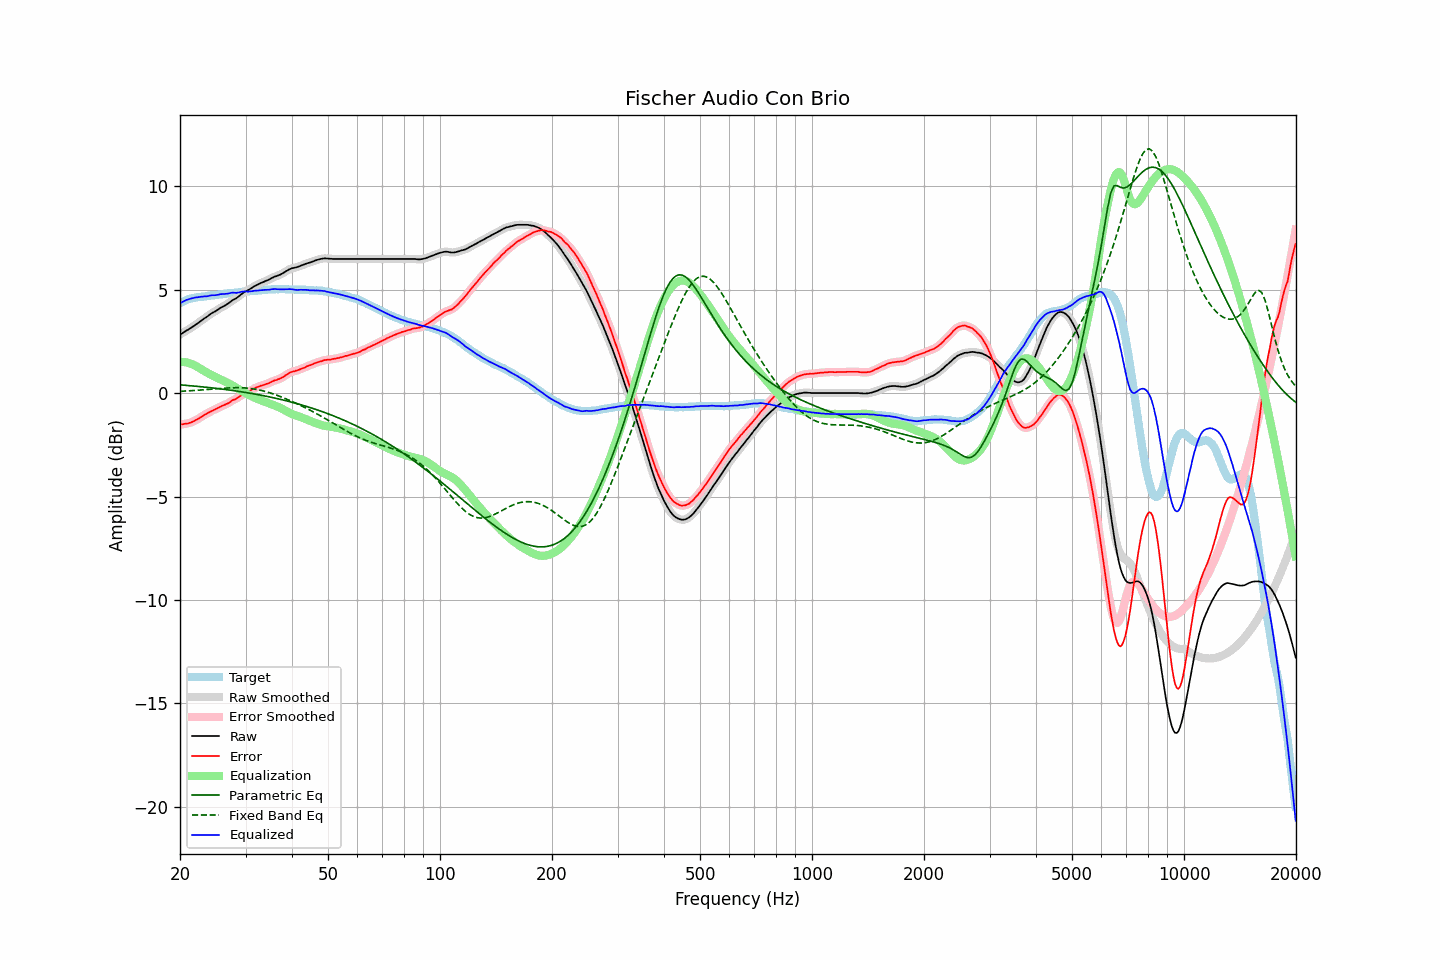 Fischer Audio Con Brio
Amplitude (dBr)
10
5
0
−5
−10
−15
−20
Target
Raw Smoothed
Error Smoothed
Raw
Error
Equalization
Parametric Eq
Fixed Band Eq
Equalized
20 50 100 200 500 1000 2000 5000 10000 20000
Frequency (Hz)